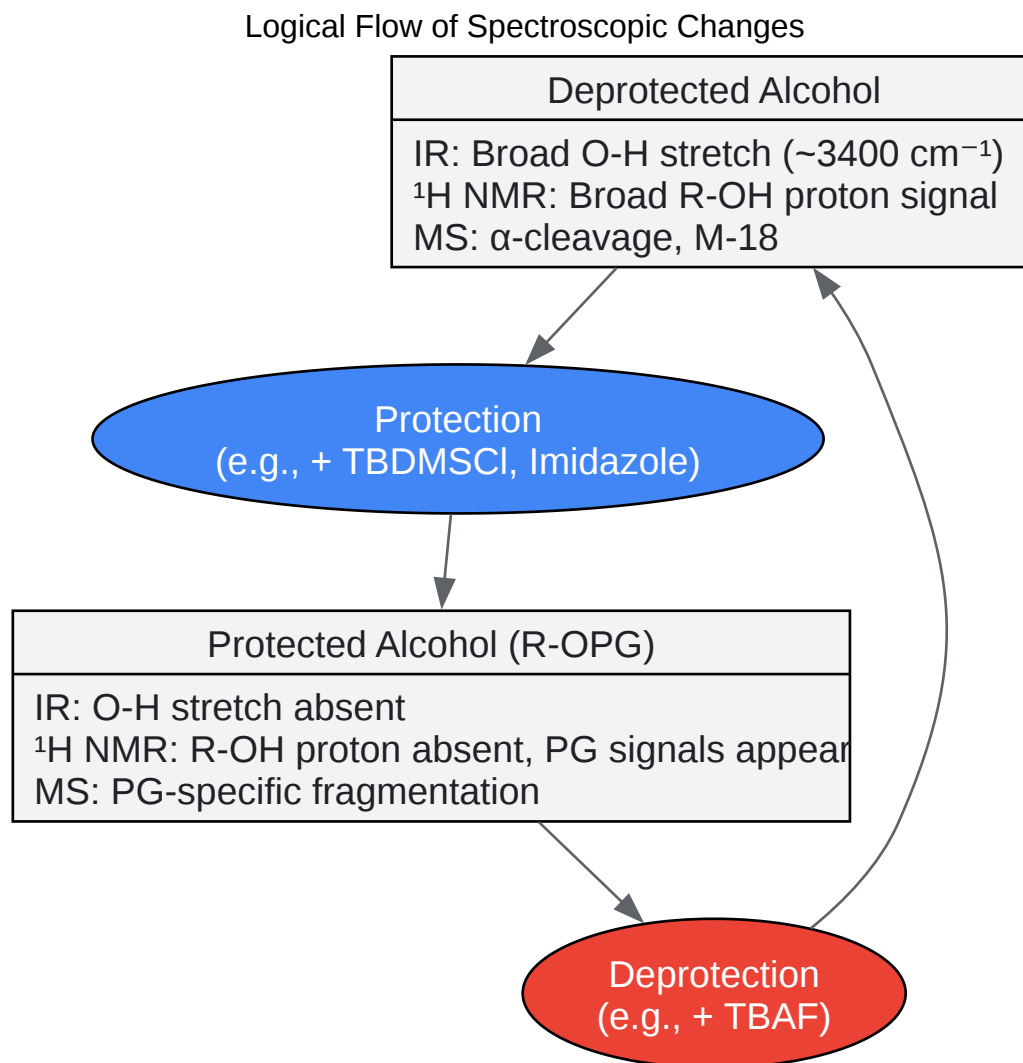 Logical Flow of Spectroscopic Changes
Deprotected Alcohol
IR: Broad O-H stretch (~3400 cm⁻¹)
¹H NMR: Broad R-OH proton signal
MS: α-cleavage, M-18
Protection
(e.g., + TBDMSCl, Imidazole)
Protected Alcohol (R-OPG)
IR: O-H stretch absent
¹H NMR: R-OH proton absent, PG signals appear
MS: PG-specific fragmentation
Deprotection
(e.g., + TBAF)